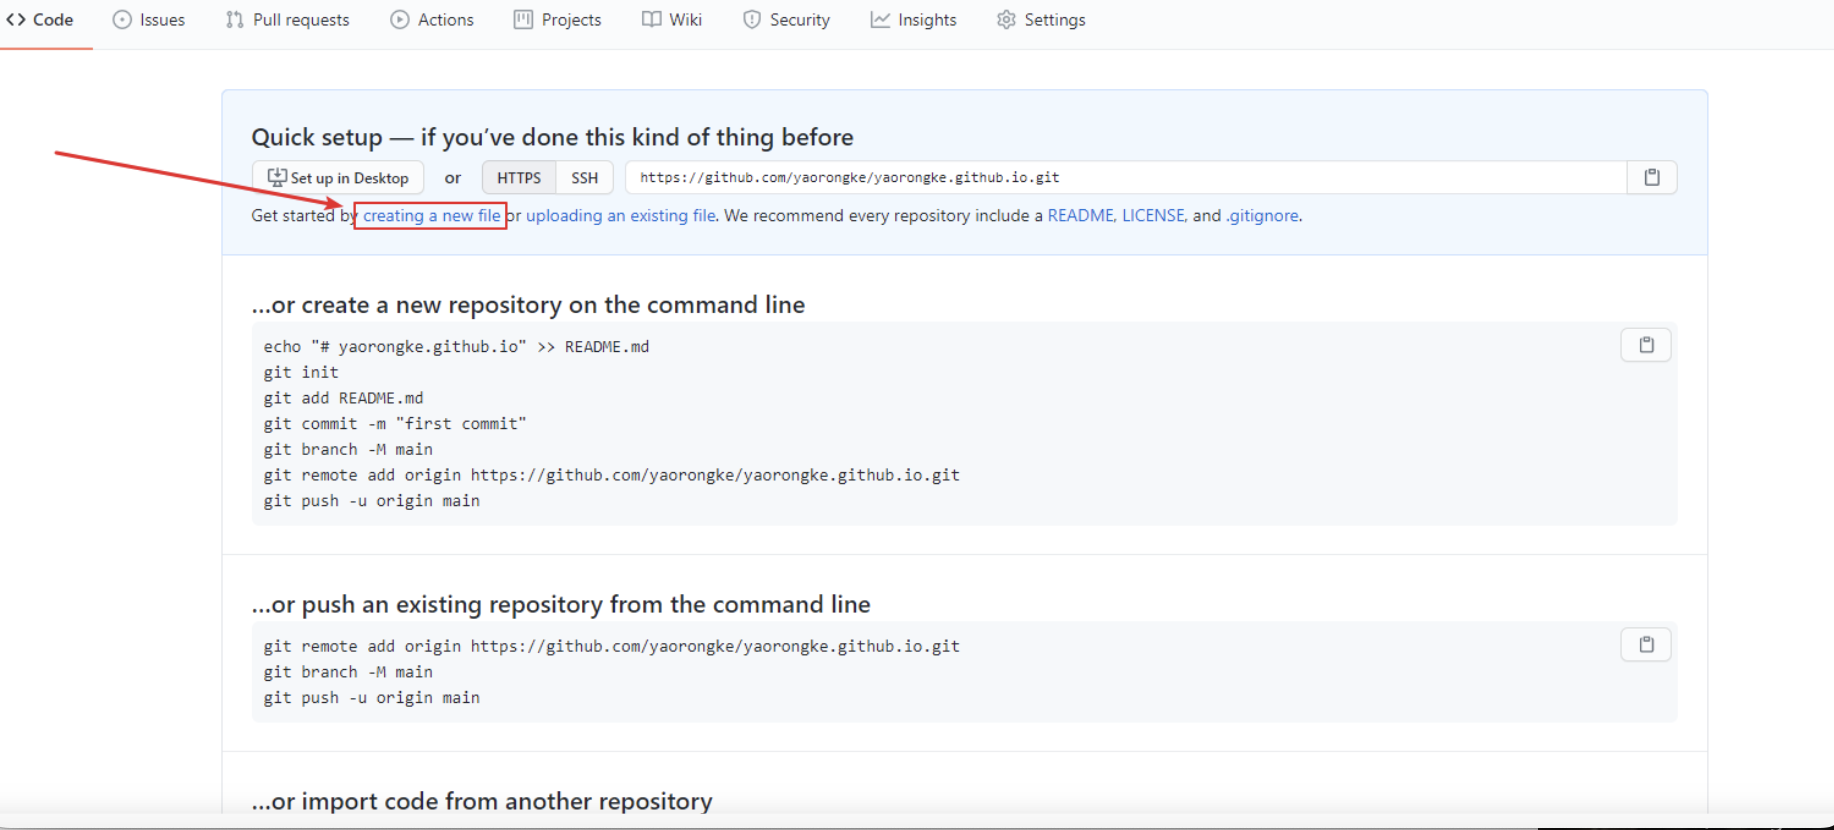 Code Issues Pull requests Actions Projects Wiki Security Insights Settings
Quick setup — if you've done this kind of thing before
Set up in Desktop or HTTPS SSH https://github.com/yaorongke/yaorongke.github.io.git
Get started by creating a new file or uploading an existing file. We recommend every repository include a README, LICENSE, and .gitignore.
...or create a new repository on the command line
echo "# yaorongke.github.io" >> README.md
git init
git add README.md
git commit -m "first commit"
git branch -M main
git remote add origin https://github.com/yaorongke/yaorongke.github.io.git
git push -u origin main
...or push an existing repository from the command line
git remote add origin https://github.com/yaorongke/yaorongke.github.io.git
git branch -M main
git push -u origin main
...or import code from another repository